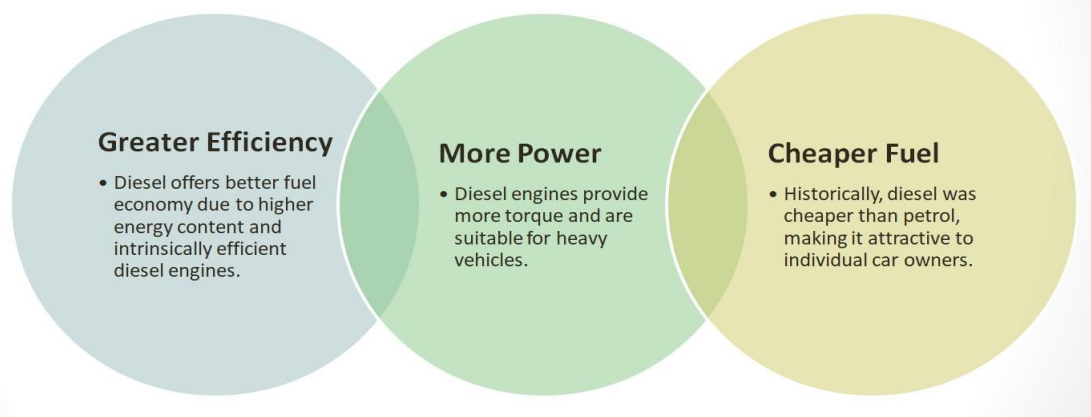 Greater Efficiency
• Diesel offers better fuel
economy due to higher
energy content and
intrinsically efficient
diesel engines.
More Power
• Diesel engines provide
more torque and are
suitable for heavy
vehicles.
Cheaper Fuel
• Historically, diesel was
cheaper than petrol,
making it attractive to
individual car owners.